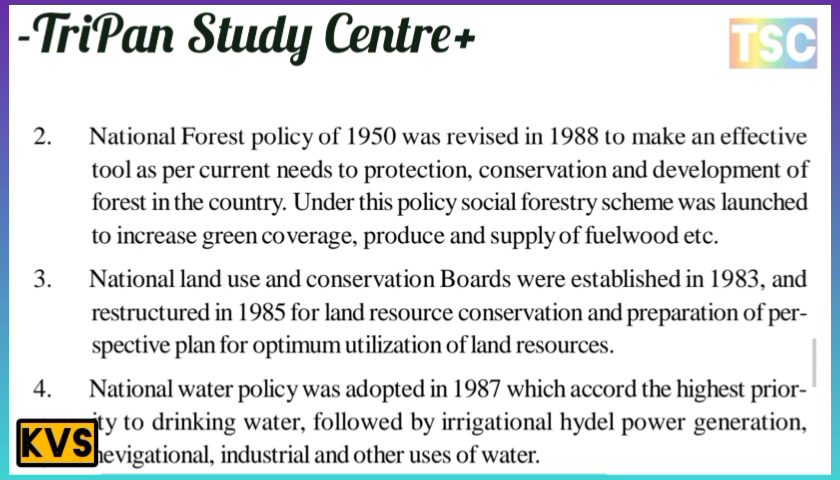 -TriPan Study Centre+
TSC
2. National Forest policy of 1950 was revised in 1988 to make an effective
tool as per current needs to protection, conservation and development of
forest in the country. Under this policy social forestry scheme was launched
to increase green coverage, produce and supply of fuelwood etc.
3. National land use and conservation Boards were established in 1983, and
restructured in 1985 for land resource conservation and preparation of per-
spective plan for optimum utilization of land resources.
4. National water policy was adopted in 1987 which accord the highest prior-
ity to drinking water, followed by irrigational hydel power generation,
nevigational, industrial and other uses of water.
KVS